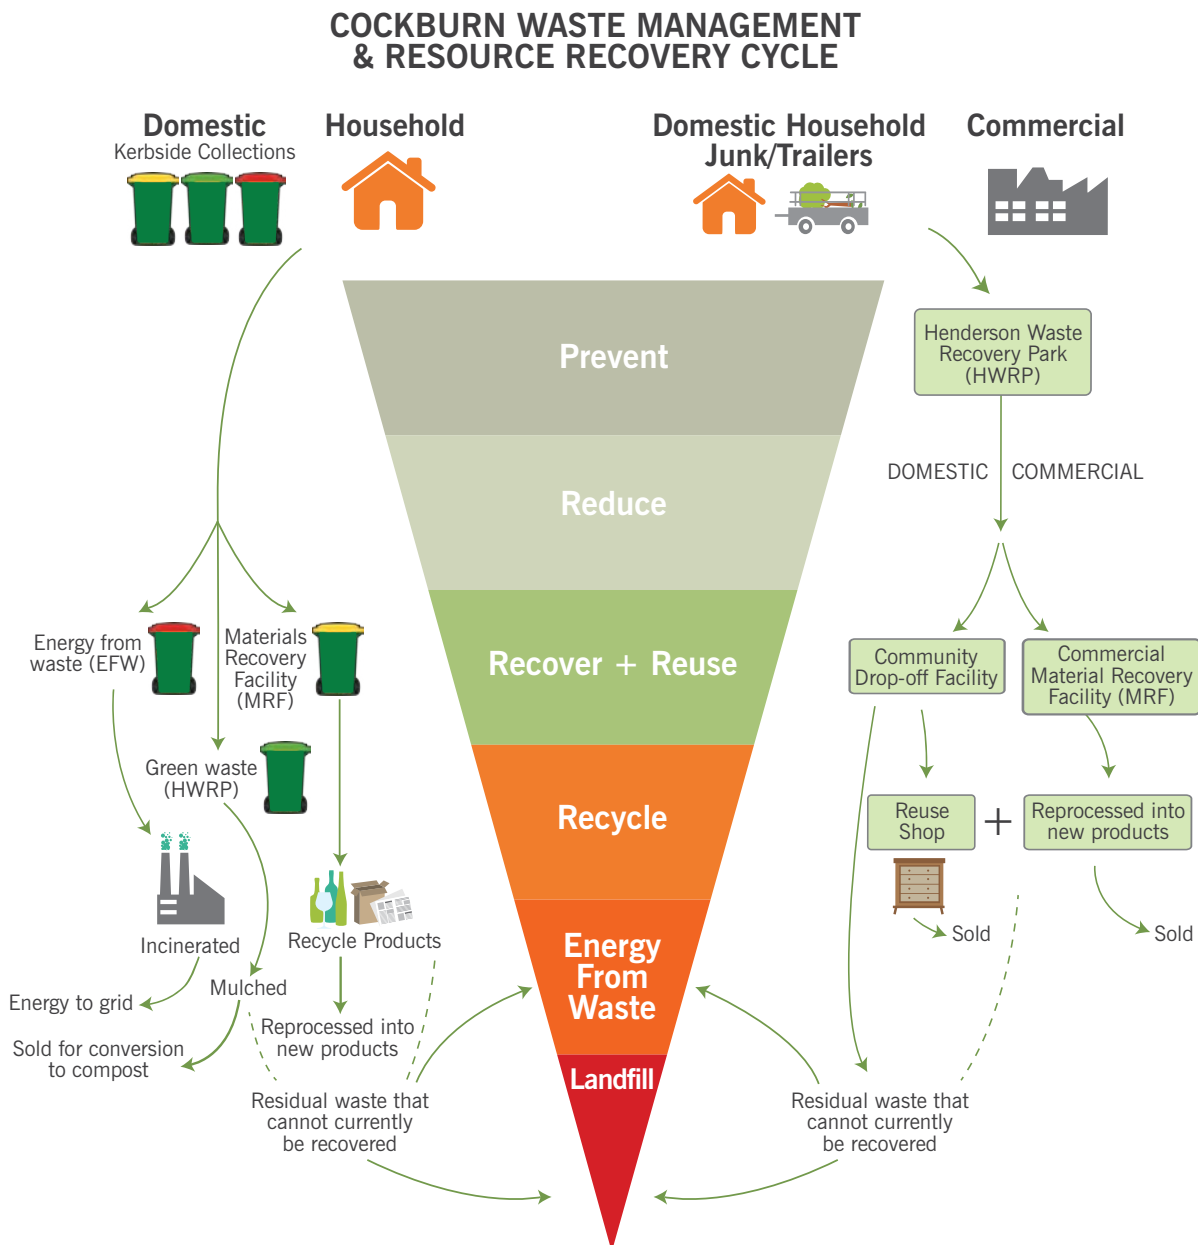 COCKBURN WASTE MANAGEMENT
& RESOURCE RECOVERY CYCLE
Domestic
Kerbside Collections
Household
Domestic Household
Junk/Trailers
Commercial
Prevent
Reduce
Recover + Reuse
Recycle
Energy
From
Waste
Landfill
Energy from
waste (EFW)
Materials
Recovery
Facility
(MRF)
Green waste
(HWRP)
Incinerated
Recycle Products
Energy to grid
Mulched
Reprocessed into
new products
Sold for conversion
to compost
Residual waste that
cannot currently
be recovered
Henderson Waste
Recovery Park
(HWRP)
DOMESTIC
COMMERCIAL
Community
Drop-off Facility
Commercial
Material Recovery
Facility (MRF)
Reuse
Shop
+
Reprocessed into
new products
Sold
Sold
Residual waste that
cannot currently
be recovered